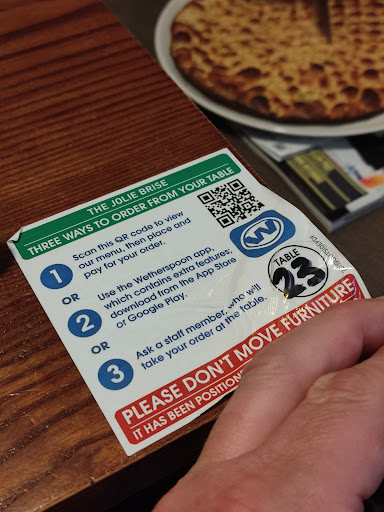 THE JOLIE BRISE
THREE WAYS TO ORDER FROM YOUR TABLE
1
Scan this QR code to view
our menu, then place and
pay for your order.
OR
2
Use the Wetherspoon app,
which contains extra features;
download from the App Store
or Google Play.
OR
3
Ask a staff member, who will
take your order at the table.
W
TABLE
23
PLEASE DON'T MOVE FURNITURE
IT HAS BEEN POSITION